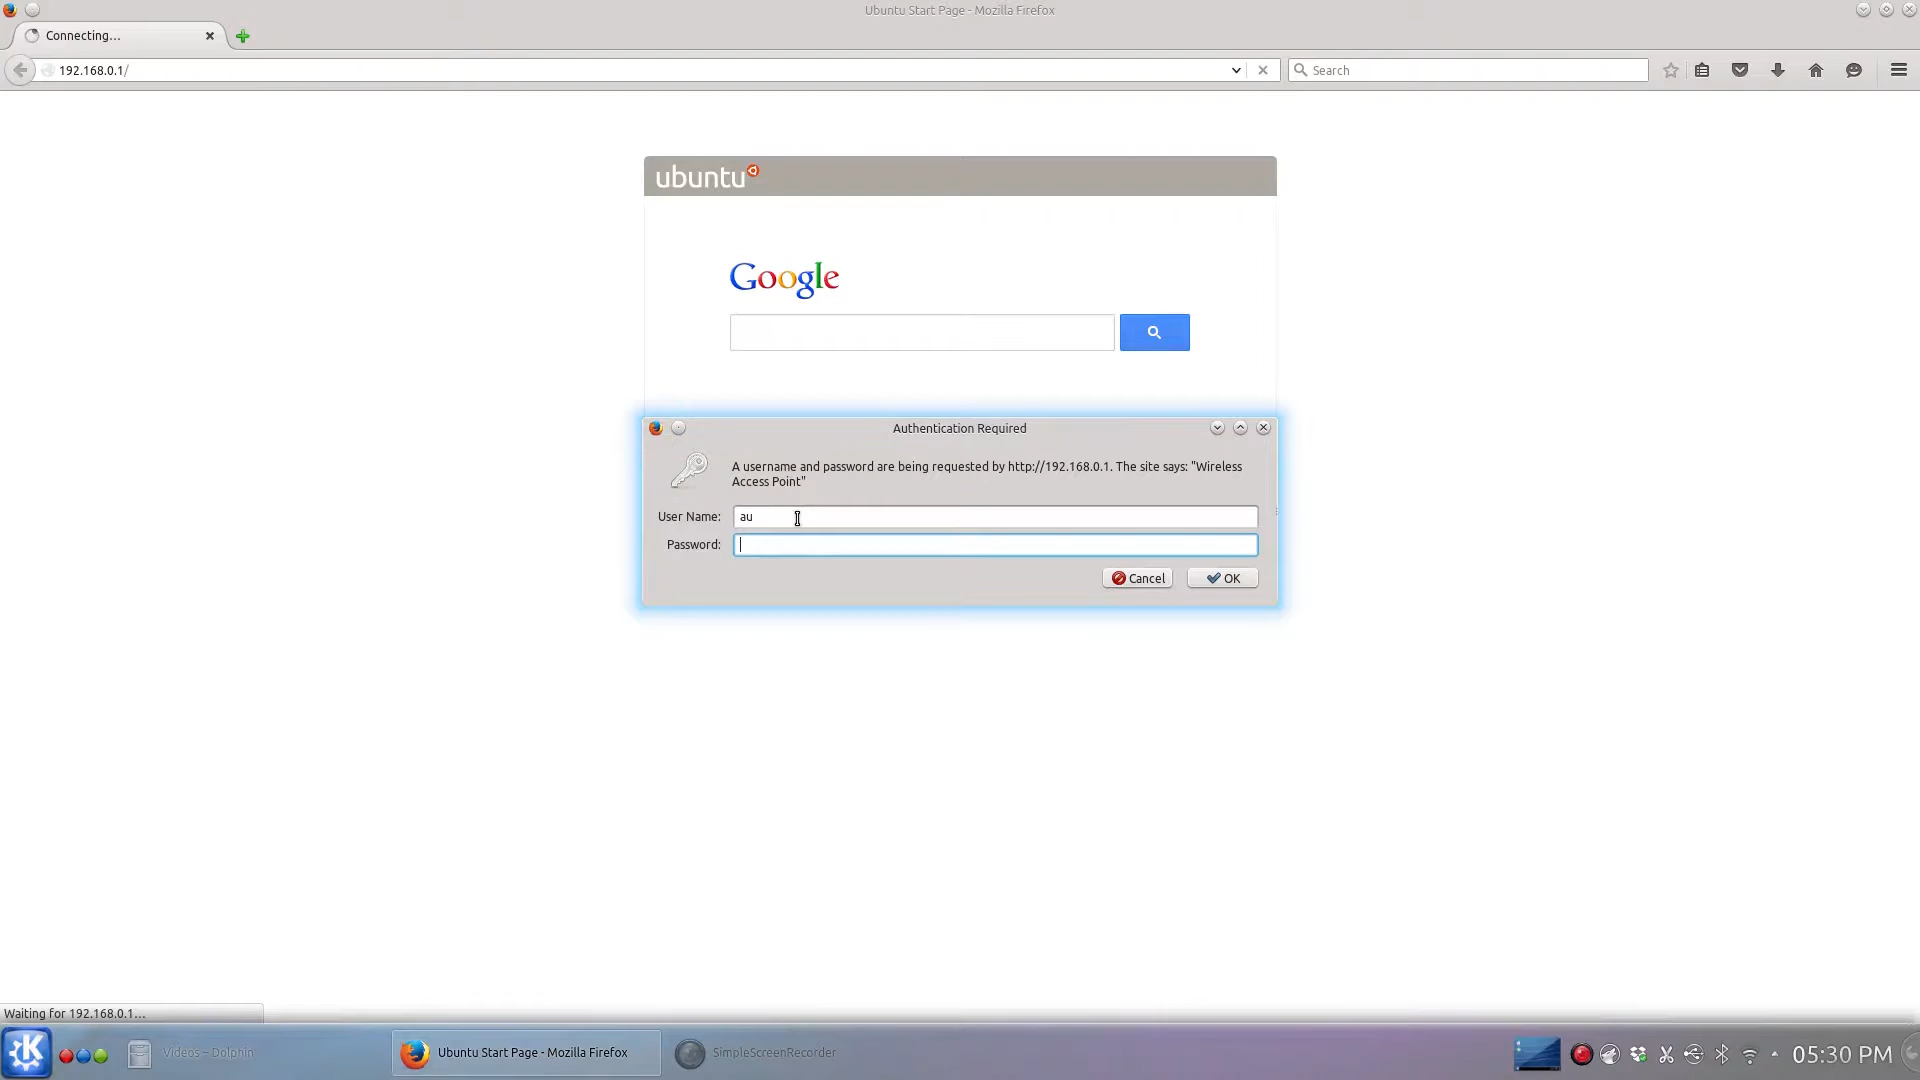 Ubuntu Start Page - Mozilla Firefox
Connecting...
192.168.0.1/
Search
ubuntu
Google
Authentication Required
A username and password are being requested by http://192.168.0.1. The site says: "Wireless
Access Point"
User Name: au
Password:
Cancel OK
Waiting for 192.168.0.1...
Videos – Dolphin
Ubuntu Start Page - Mozilla Firefox
SimpleScreenRecorder
05:30 PM